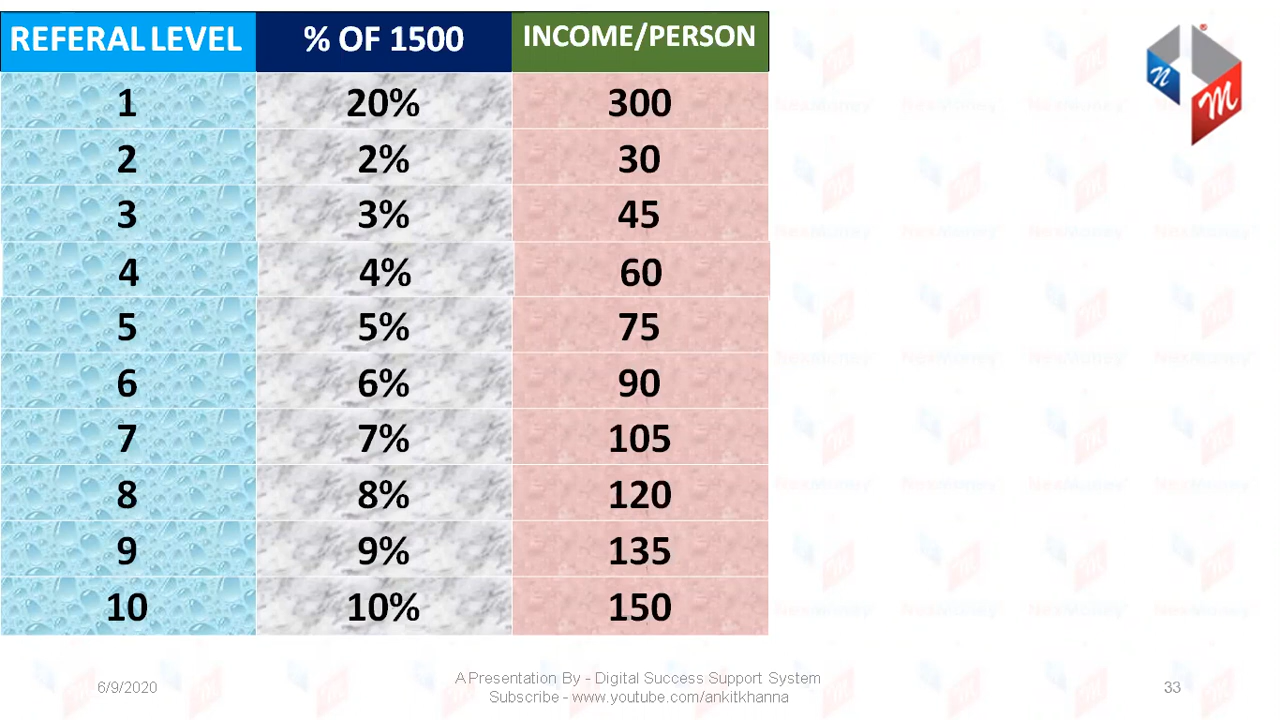 REFERAL LEVEL % OF 1500 INCOME/PERSON
1 20% 300
2 2% 30
3 3% 45
4 4% 60
5 5% 75
6 6% 90
7 7% 105
8 8% 120
9 9% 135
10 10% 150
6/9/2020
A Presentation By - Digital Success Support System
Subscribe - www.youtube.com/ankitkhanna
33